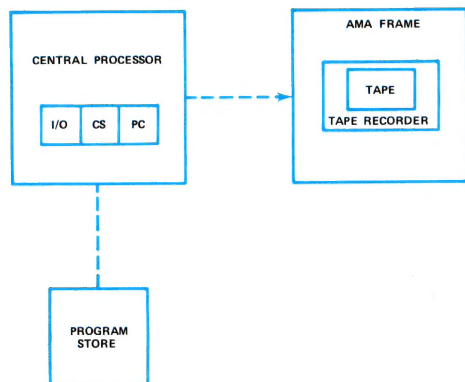 CENTRAL PROCESSOR
I/O CS PC
AMA FRAME
TAPE
TAPE RECORDER
PROGRAM
STORE